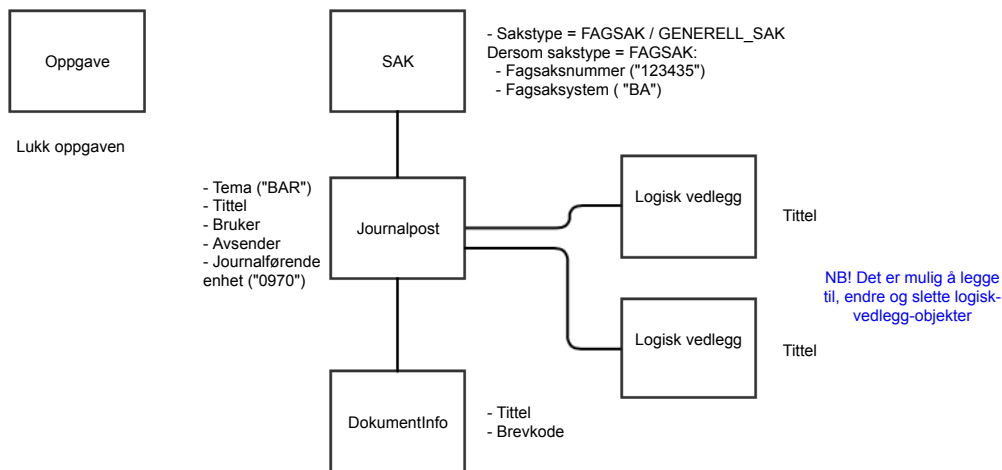 Oppgave
Lukk oppgaven
SAK
- Sakstype = FAGSAK / GENERELL_SAK
Dersom sakstype = FAGSAK:
- Fagsaksnummer ("123435")
- Fagsaksystem ( "BA")
- Tema ("BAR")
- Tittel
- Bruker
- Avsender
- Journalførende
enhet ("0970")
Journalpost
Logisk vedlegg
Tittel
NB! Det er mulig å legge
til, endre og slette logisk-
vedlegg-objekter
Logisk vedlegg
Tittel
DokumentInfo
- Tittel
- Brevkode